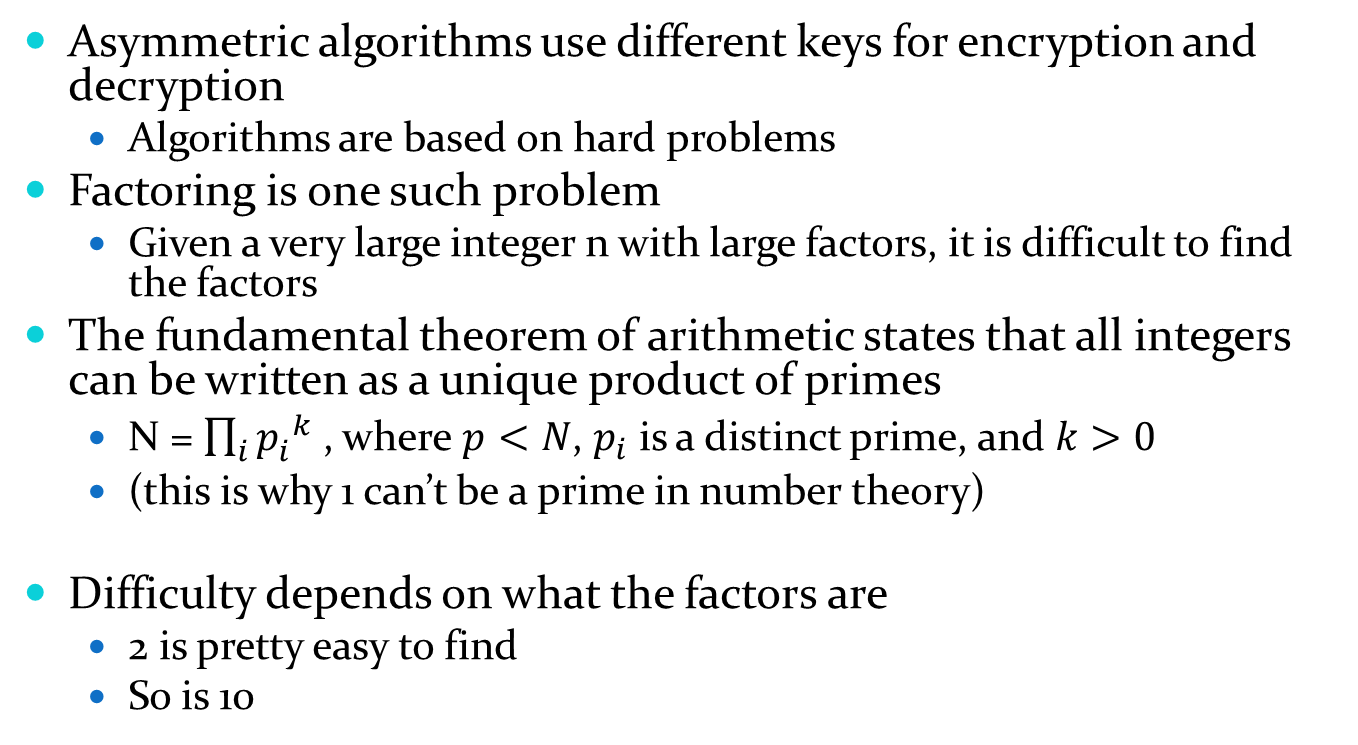 • Asymmetric algorithms use different keys for encryption and
decryption
• Algorithms are based on hard problems
• Factoring is one such problem
• Given a very large integer n with large factors, it is difficult to find
the factors
• The fundamental theorem of arithmetic states that all integers
can be written as a unique product of primes
• N = ∏ᵢ pᵢᵏ , where p < N, pᵢ is a distinct prime, and k > 0
• (this is why 1 can’t be a prime in number theory)
• Difficulty depends on what the factors are
• 2 is pretty easy to find
• So is 10